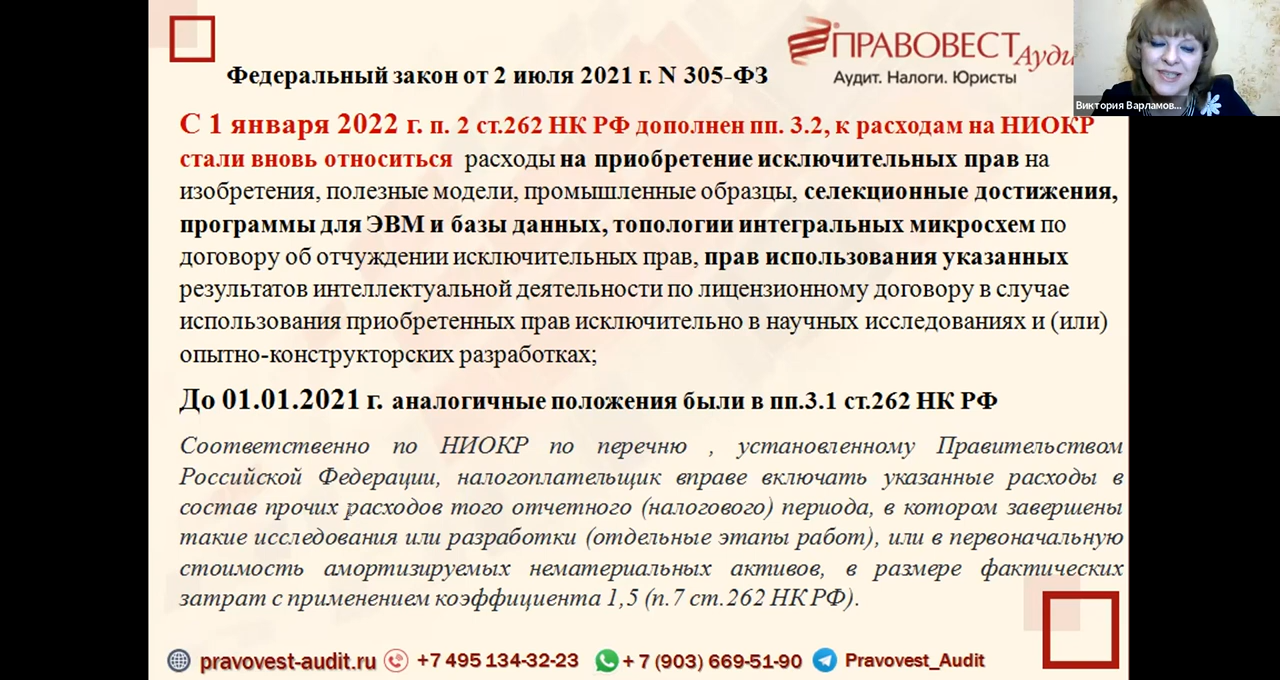 Федеральный закон от 2 июля 2021 г. N 305-ФЗ
ПРАВОВЕСТ Ауди
Аудит. Налоги. Юристы
Виктория Варламов...
С 1 января 2022 г. п. 2 ст.262 НК РФ дополнен пп. 3.2, к расходам на НИОКР
стали вновь относиться расходы на приобретение исключительных прав на
изобретения, полезные модели, промышленные образцы, селекционные достижения,
программы для ЭВМ и базы данных, топологии интегральных микросхем по
договору об отчуждении исключительных прав, прав использования указанных
результатов интеллектуальной деятельности по лицензионному договору в случае
использования приобретенных прав исключительно в научных исследованиях и (или)
опытно-конструкторских разработках;
До 01.01.2021 г. аналогичные положения были в пп.3.1 ст.262 НК РФ
Соответственно по НИОКР по перечню , установленному Правительством
Российской Федерации, налогоплательщик вправе включать указанные расходы в
состав прочих расходов того отчетного (налогового) периода, в котором завершены
такие исследования или разработки (отдельные этапы работ), или в первоначальную
стоимость амортизируемых нематериальных активов, в размере фактических
затрат с применением коэффициента 1,5 (п.7 ст.262 НК РФ).
pravovest-audit.ru +7 495 134-32-23 + 7 (903) 669-51-90 Pravovest_Audit